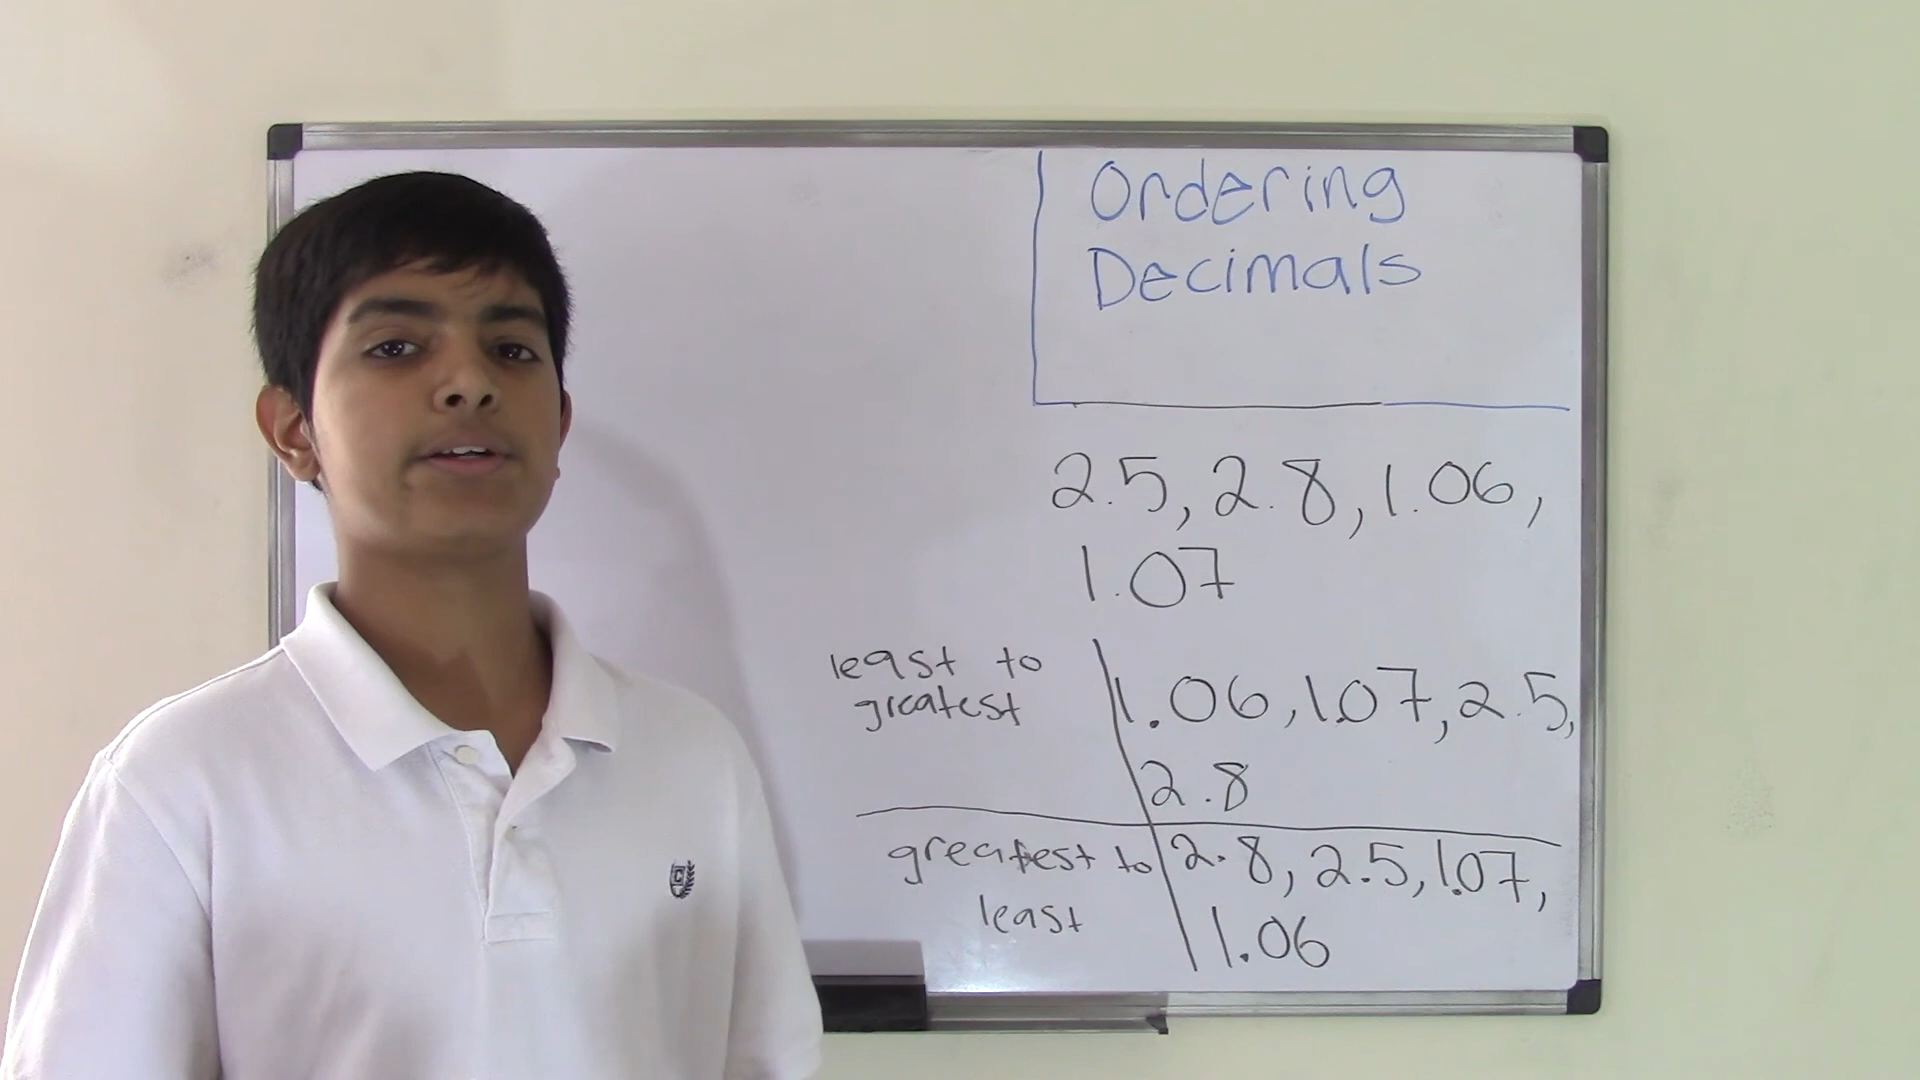 Ordering
Decimals
2.5, 2.8, 1.06,
1.07
least to
greatest
1.06, 1.07, 2.5,
2.8
greatest to
least
2.8, 2.5, 1.07,
1.06